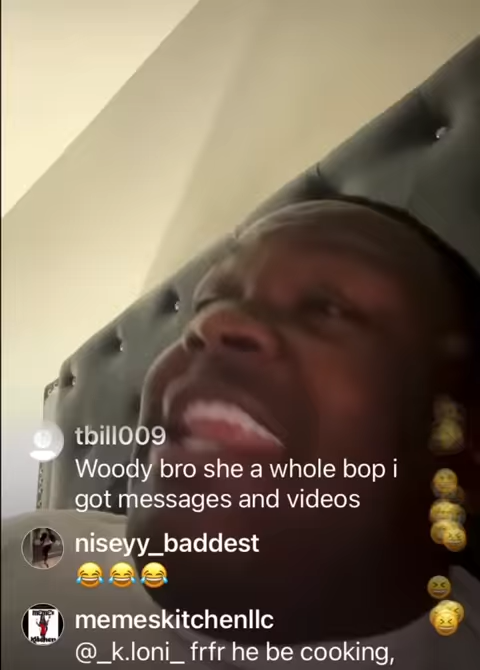 tbill009
Woody bro she a whole bop i
got messages and videos
niseyy_baddest
😂😂😂
memeskitchenllc
@_k.loni_ frfr he be cooking,